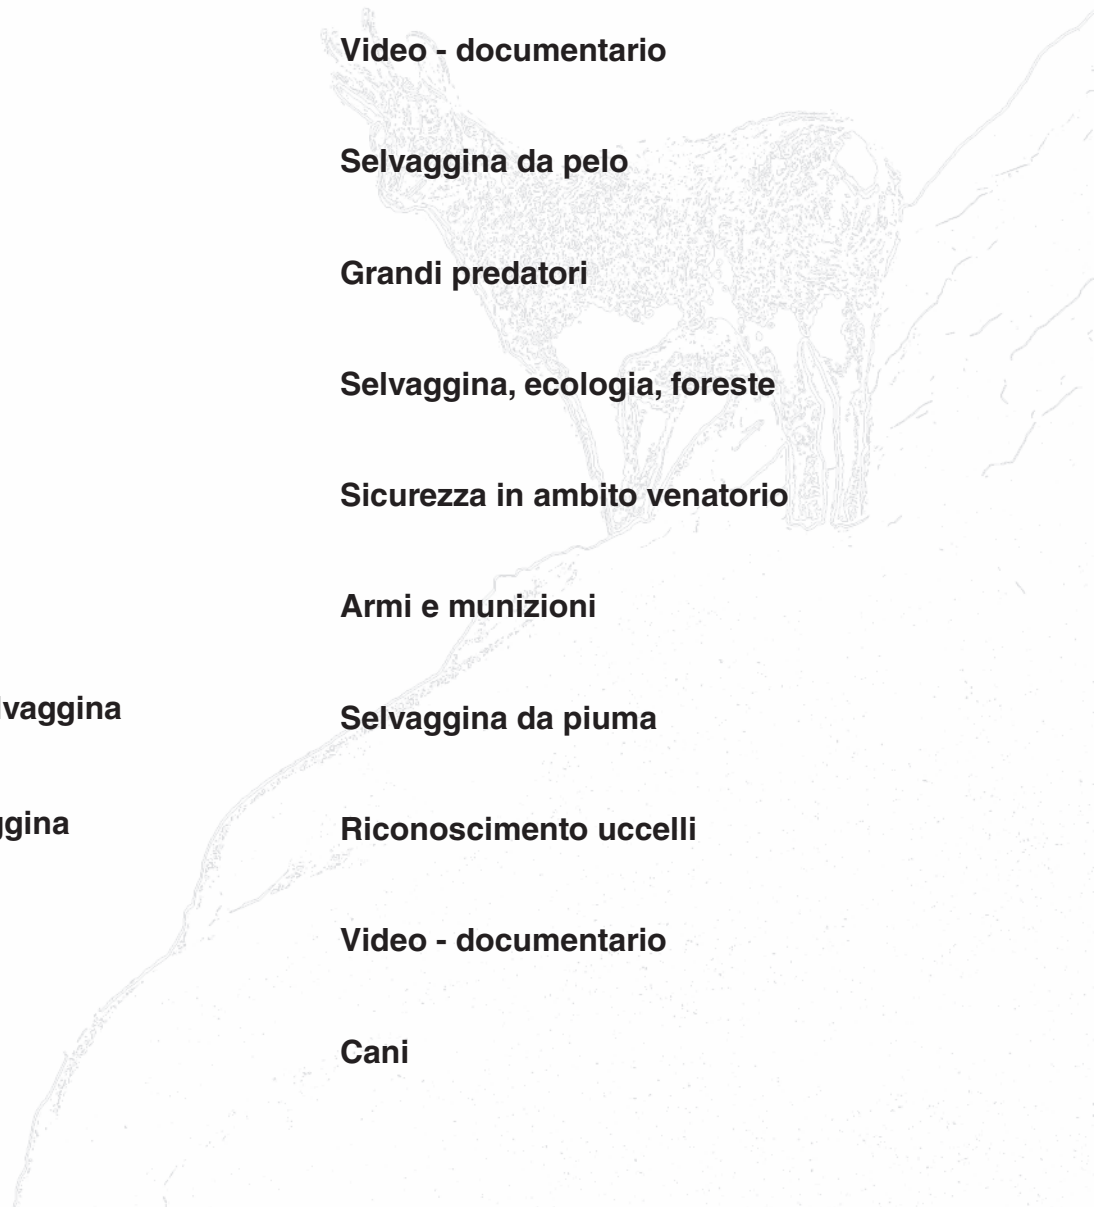 Video - documentario
Selvaggina da pelo
Grandi predatori
Selvaggina, ecologia, foreste
Sicurezza in ambito venatorio
Armi e munizioni
Selvaggina da piuma
Riconoscimento uccelli
Video - documentario
Cani